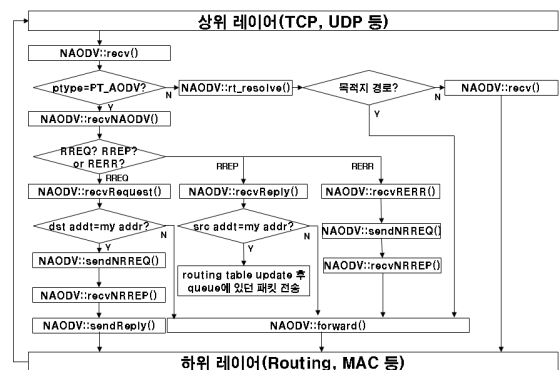 상위 레이어(TCP, UDP 등)
NAODV::recv()
ptype=PT_AODV?
N
NAODV::rt_resolve()
목적지 경로?
N
NAODV::recv()
Y
NAODV::recvNAODV()
Y
RREQ? RREP?
or RERR?
RREP
RERR
RREQ
NAODV::recvRequest()
NAODV::recvReply()
NAODV::recvRERR()
dst addt=my addr?
N
src addt=my addr?
N
NAODV::sendNRREQ()
Y
Y
NAODV::sendNRREQ()
routing table update 후
queue에 있던 패킷 전송
NAODV::recvNRREP()
NAODV::recvNRREP()
NAODV::sendReply()
NAODV::forward()
하위 레이어(Routing, MAC 등)